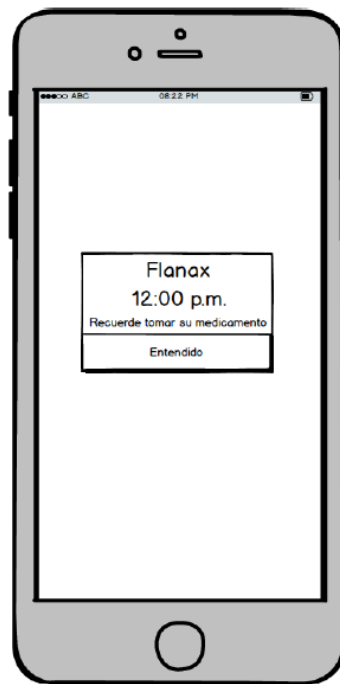 ABC 08:22 PM
Flanax
12:00 p.m.
Recuerde tomar su medicamento
Entendido